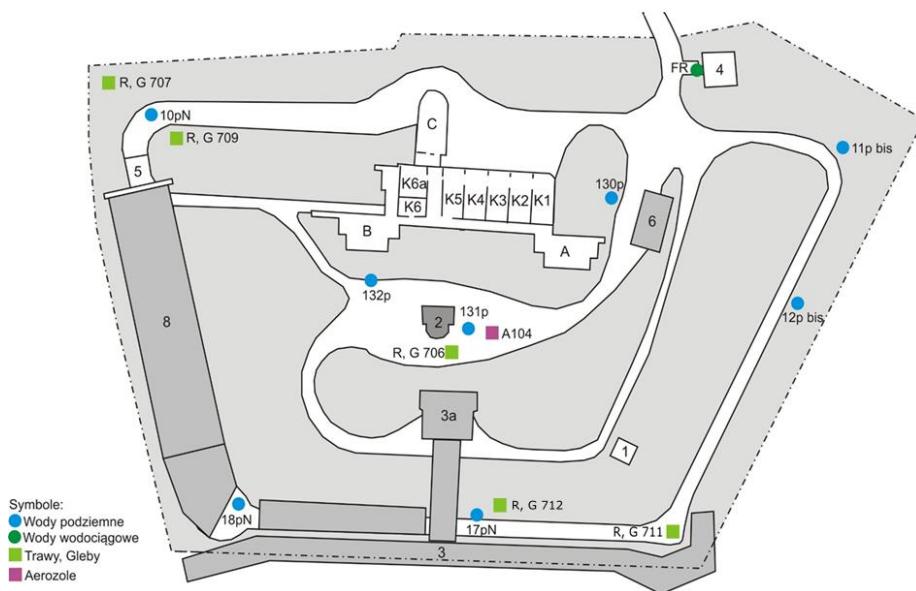 FR
4
R, G 707
10pN
R, G 709
C
11p bis
5
K6a
K6
K5
K4
K3
K2
K1
130p
6
B
A
132p
12p bis
8
131p
2
A104
R, G 706
3a
1
18pN
R, G 712
17pN
R, G 711
3
Symbole:
Wody podziemne
Wody wodociągowe
Trawy, Gleby
Aerozole